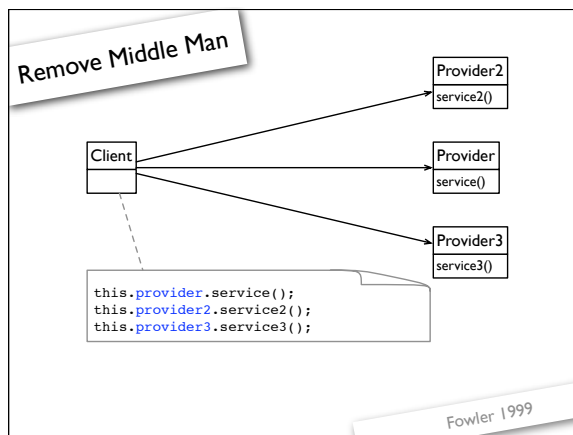 Remove Middle Man
Provider2
service2()
Client
Provider
service()
Provider3
service3()
this.provider.service();
this.provider2.service2();
this.provider3.service3();
Fowler 1999